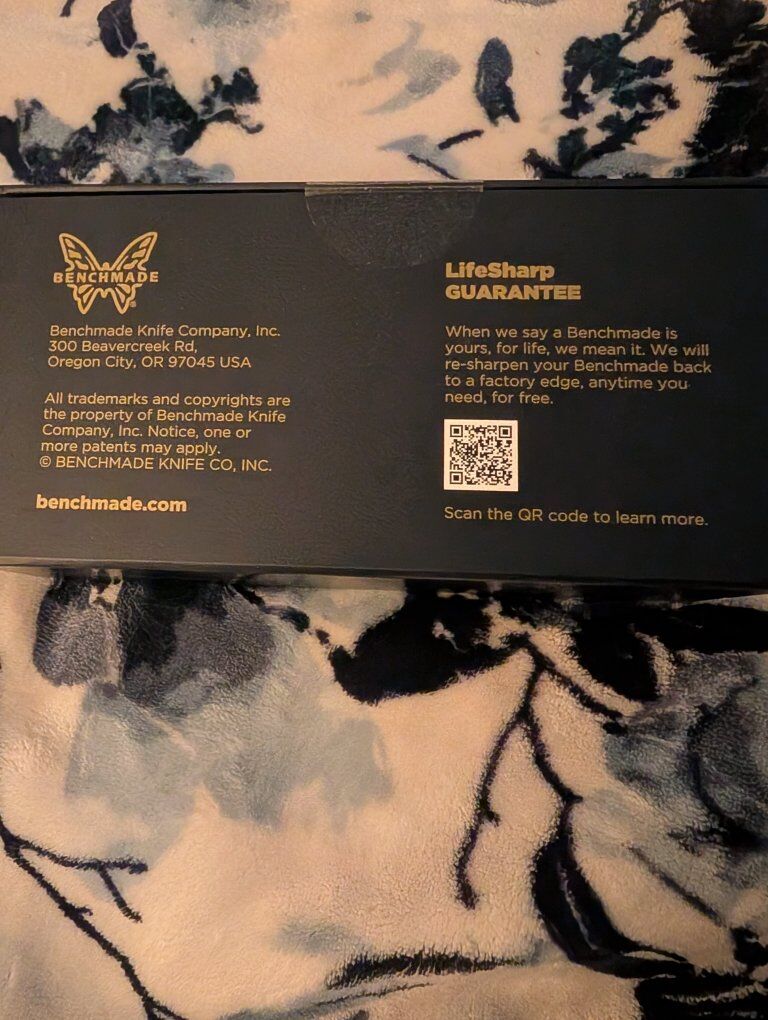 BENCHMADE
Benchmade Knife Company, Inc.
300 Beavercreek Rd,
Oregon City, OR 97045 USA
All trademarks and copyrights are
the property of Benchmade Knife
Company, Inc. Notice, one or
more patents may apply.
© BENCHMADE KNIFE CO, INC.
benchmade.com
LifeSharp
GUARANTEE
When we say a Benchmade is
yours, for life, we mean it. We will
re-sharpen your Benchmade back
to a factory edge, anytime you
need, for free.
Scan the QR code to learn more.